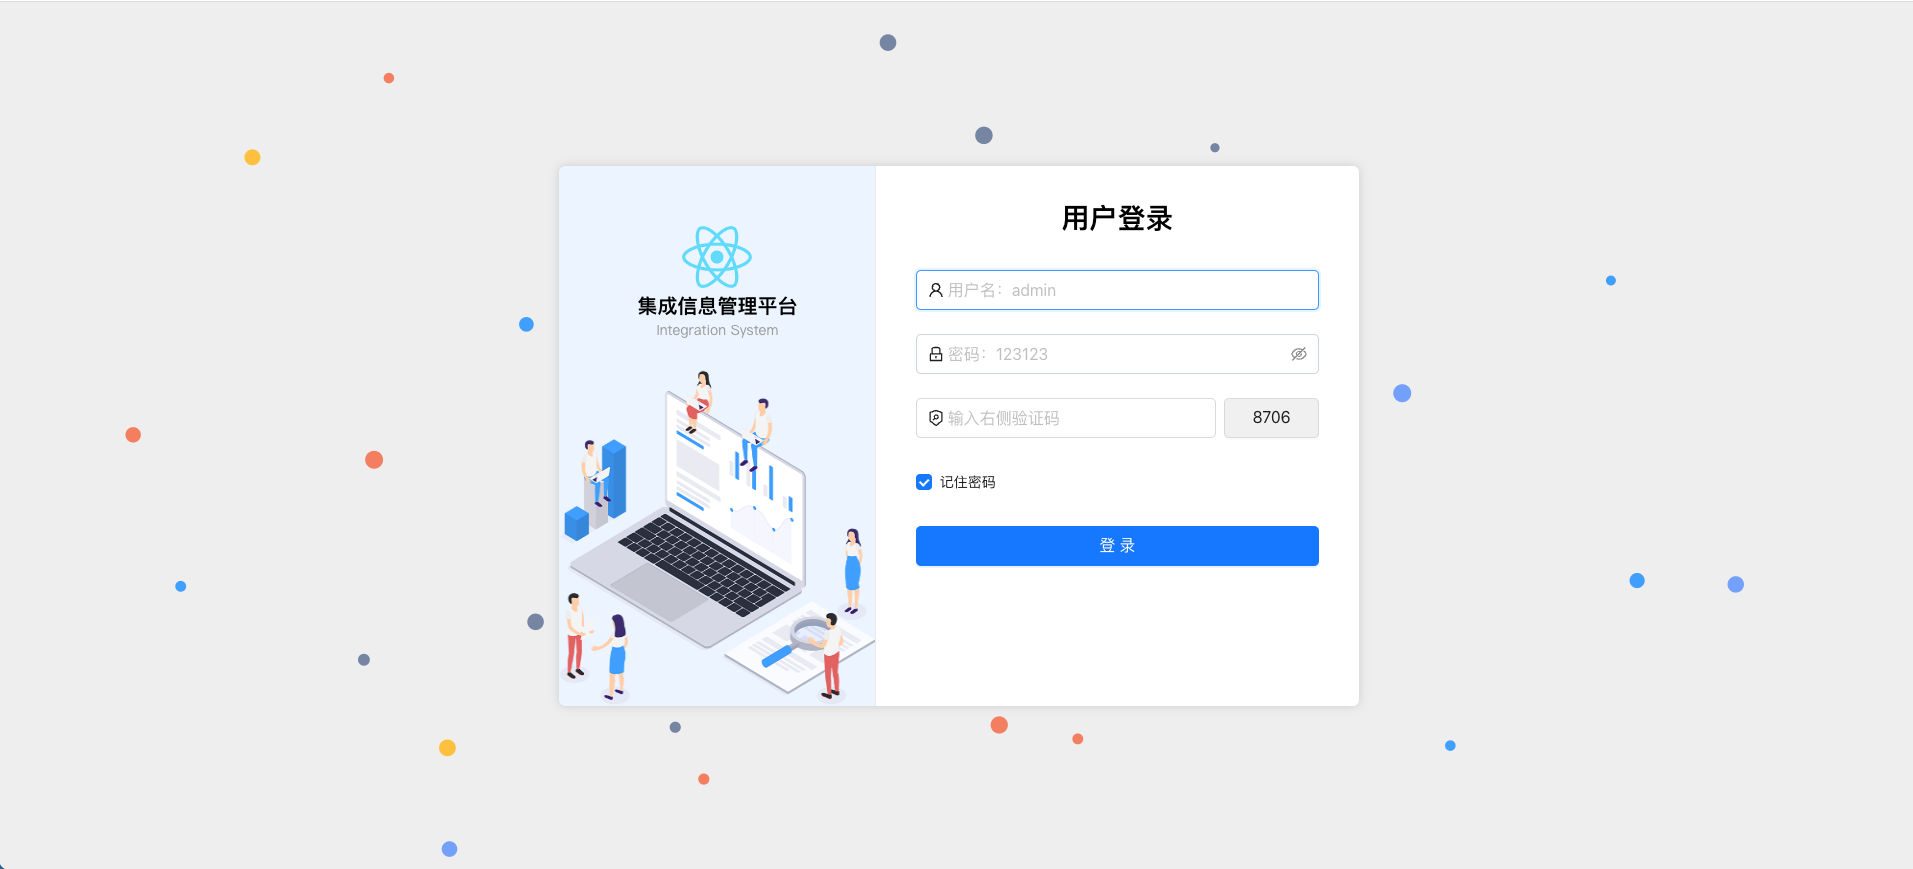 集成信息管理平台
Integration System
用户登录
用户名：admin
密码：123123
输入右侧验证码
8706
记住密码
登 录